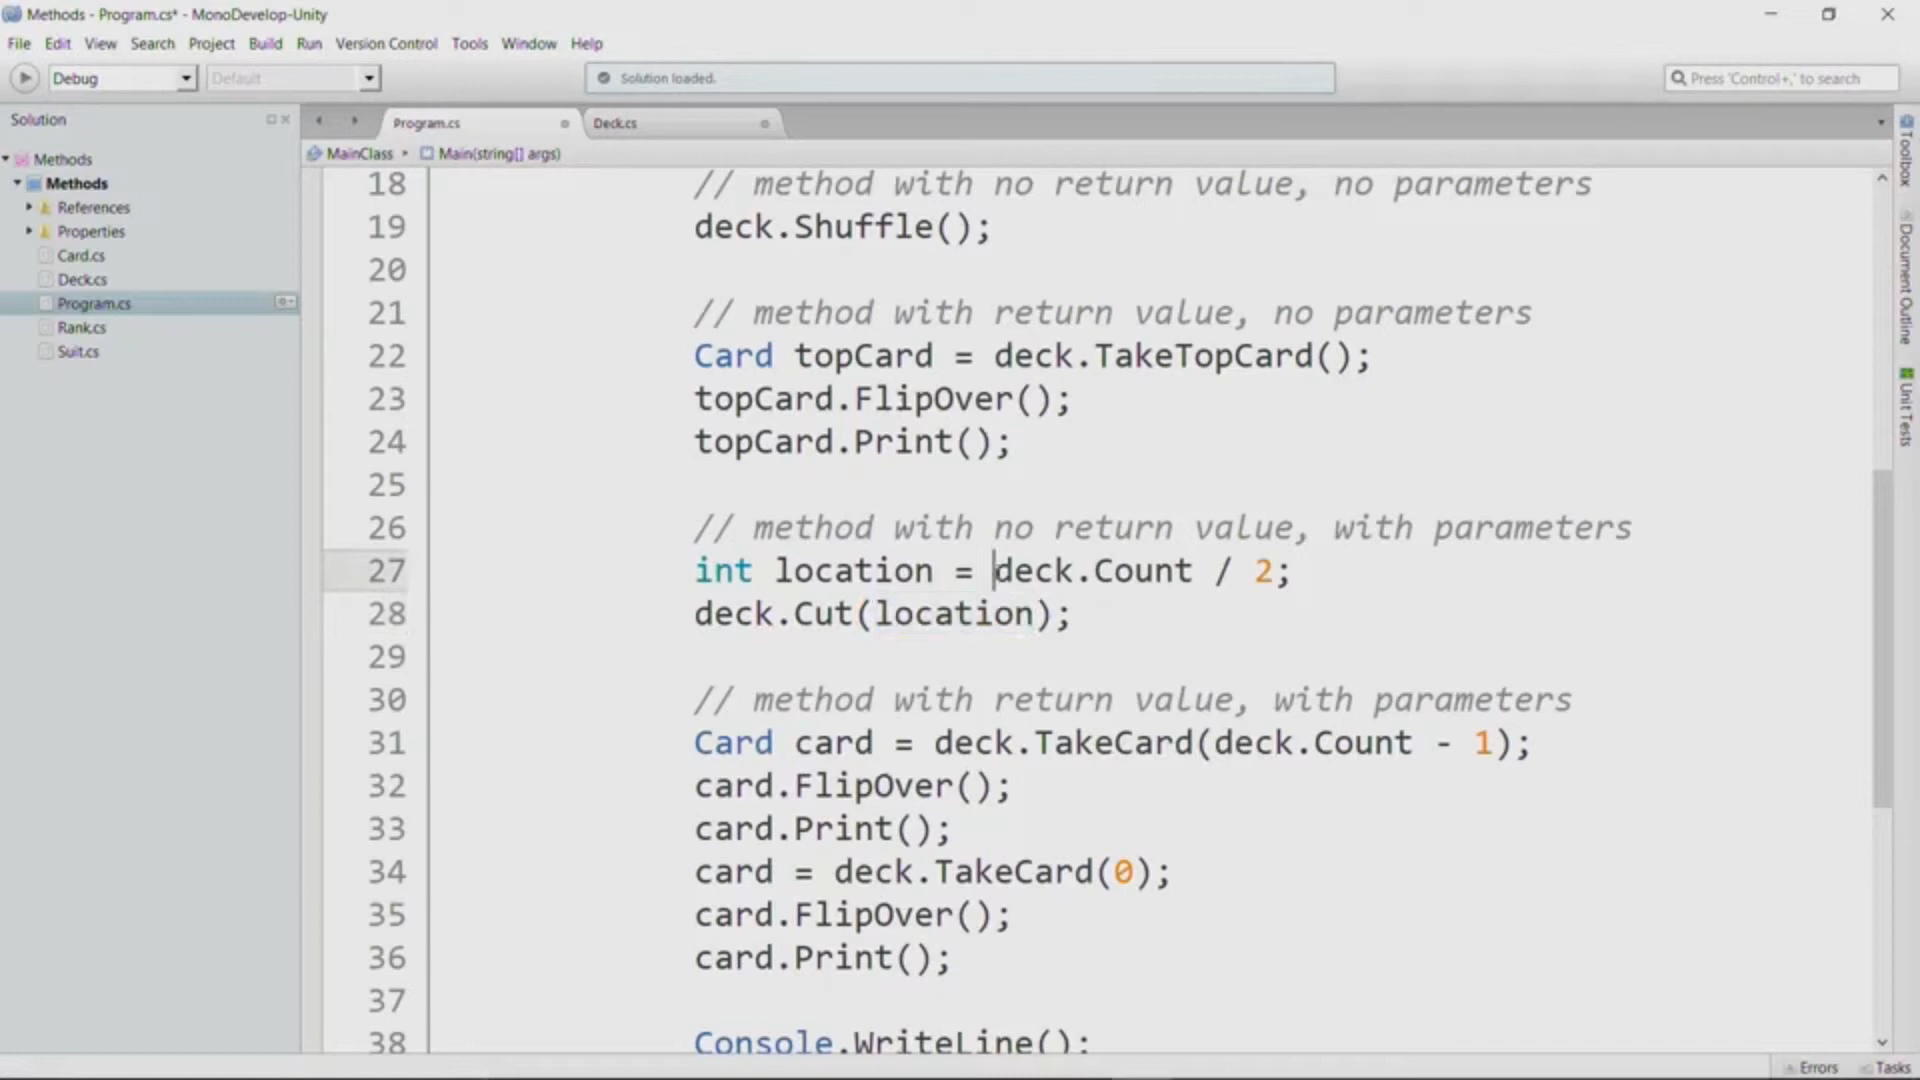 Methods - Program.cs* - MonoDevelop-Unity
File Edit View Search Project Build Run Version Control Tools Window Help
Debug Default Solution loaded. Press 'Control+,' to search
Solution
Methods
Methods
References
Properties
Card.cs
Deck.cs
Program.cs
Rank.cs
Suit.cs
Program.cs Deck.cs
MainClass Main(string[] args)
18 // method with no return value, no parameters
19 deck.Shuffle();
20
21 // method with return value, no parameters
22 Card topCard = deck.TakeTopCard();
23 topCard.FlipOver();
24 topCard.Print();
25
26 // method with no return value, with parameters
27 int location = deck.Count / 2;
28 deck.Cut(location);
29
30 // method with return value, with parameters
31 Card card = deck.TakeCard(deck.Count - 1);
32 card.FlipOver();
33 card.Print();
34 card = deck.TakeCard(0);
35 card.FlipOver();
36 card.Print();
37
38 Console.WriteLine();
Toolbox
Document Outline
Unit Tests
Errors Tasks